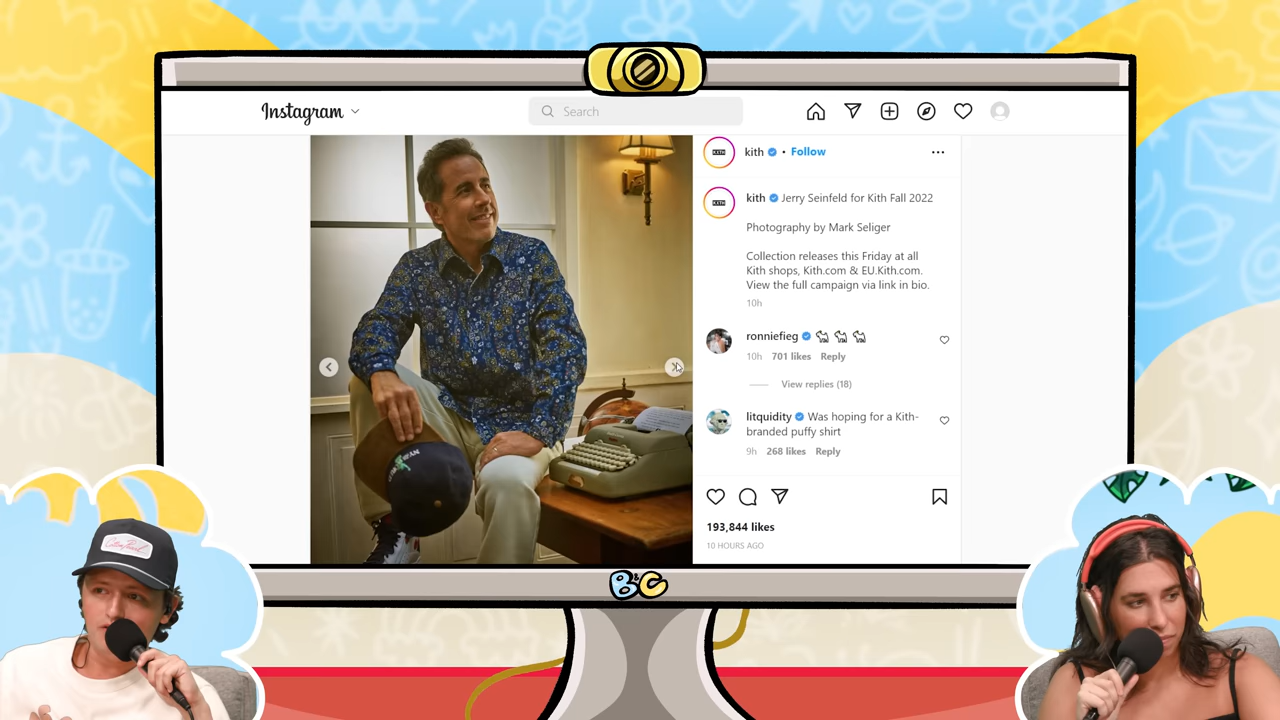 Instagram
Search
kith • Follow
kith Jerry Seinfeld for Kith Fall 2022
Photography by Mark Seliger
Collection releases this Friday at all
Kith shops, Kith.com & EU.Kith.com.
View the full campaign via link in bio.
10h
ronniefieg
10h 701 likes Reply
View replies (18)
litquidity Was hoping for a Kith-
branded puffy shirt
9h 268 likes Reply
193,844 likes
10 HOURS AGO
B&C